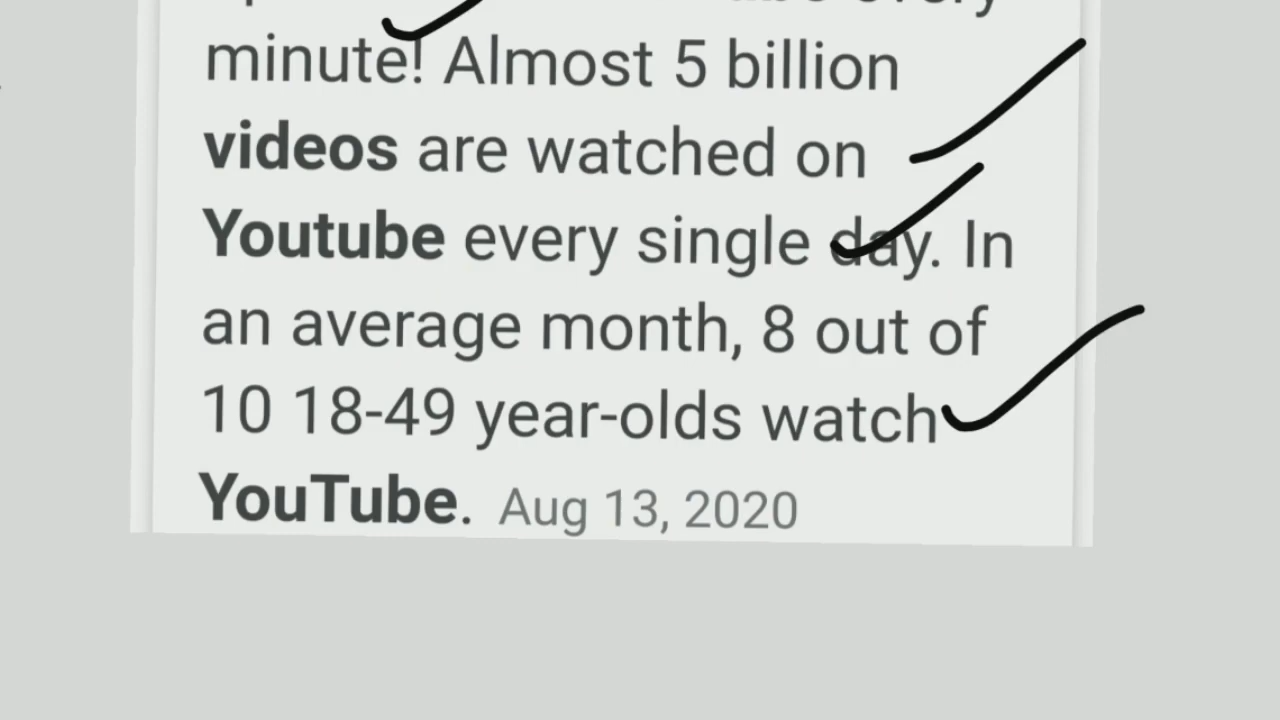 every
minute! Almost 5 billion
videos are watched on
Youtube every single day. In
an average month, 8 out of
10 18-49 year-olds watch
YouTube. Aug 13, 2020